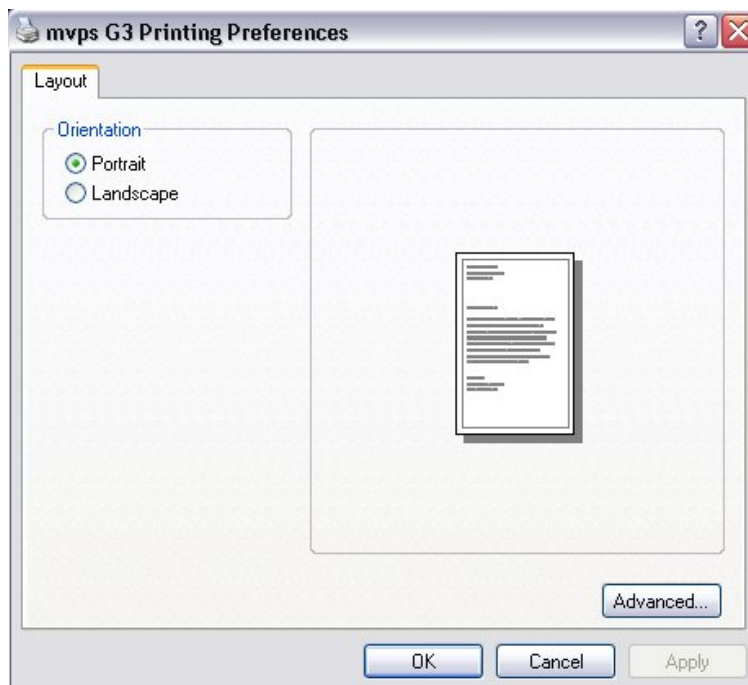 mvps G3 Printing Preferences
Layout
Orientation
Portrait
Landscape
Advanced...
OK Cancel Apply